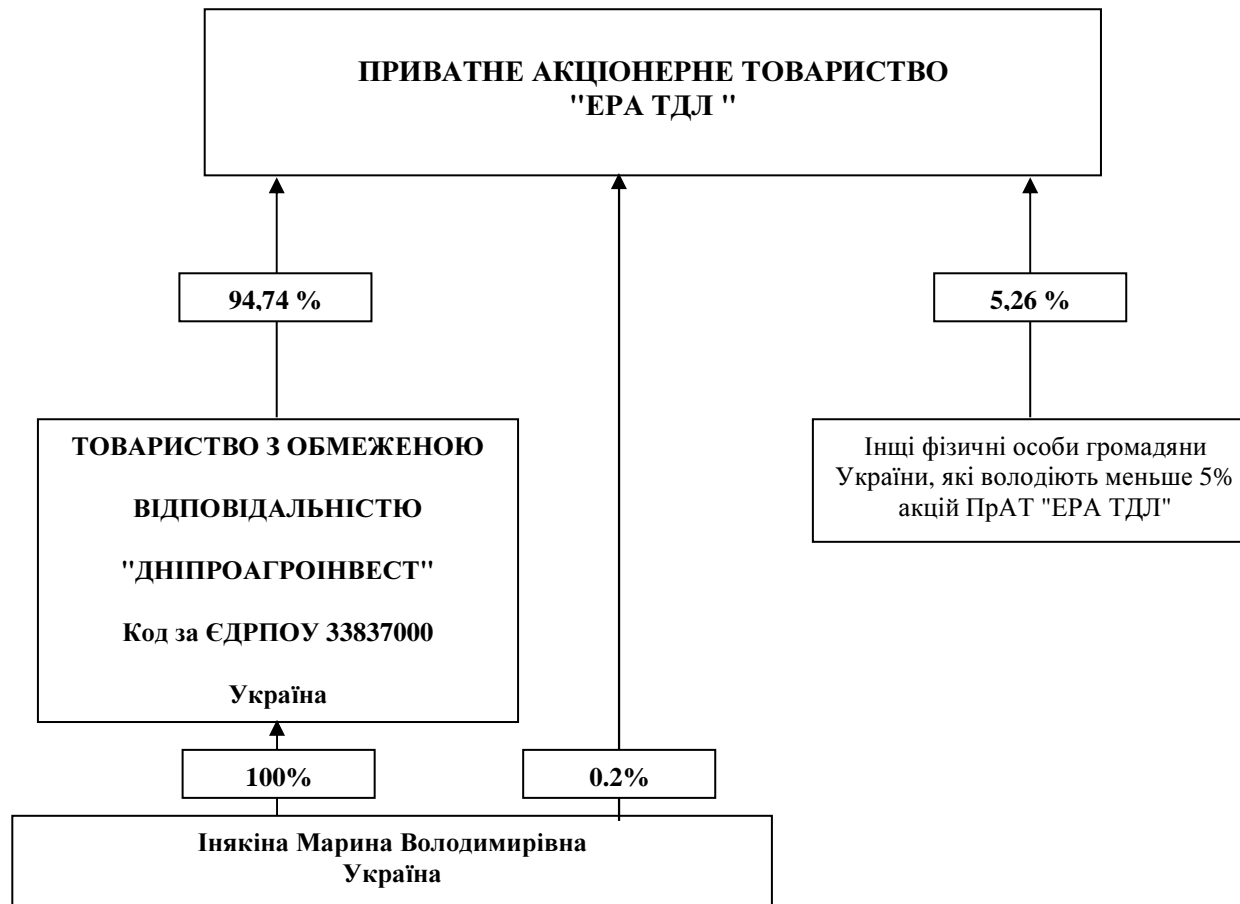 ПРИВАТНЕ АКЦІОНЕРНЕ ТОВАРИСТВО
"ЕРА ТДЛ "
94,74 %
5,26 %
ТОВАРИСТВО З ОБМЕЖЕНОЮ
ВІДПОВІДАЛЬНІСТЮ
"ДНІПРОАГРОІНВЕСТ"
Код за ЄДРПОУ 33837000
Україна
Інщі фізичні особи громадяни
України, які володіють меньше 5%
акцій ПрАТ "ЕРА ТДЛ"
100%
0.2%
Інякіна Марина Володимирівна
Україна